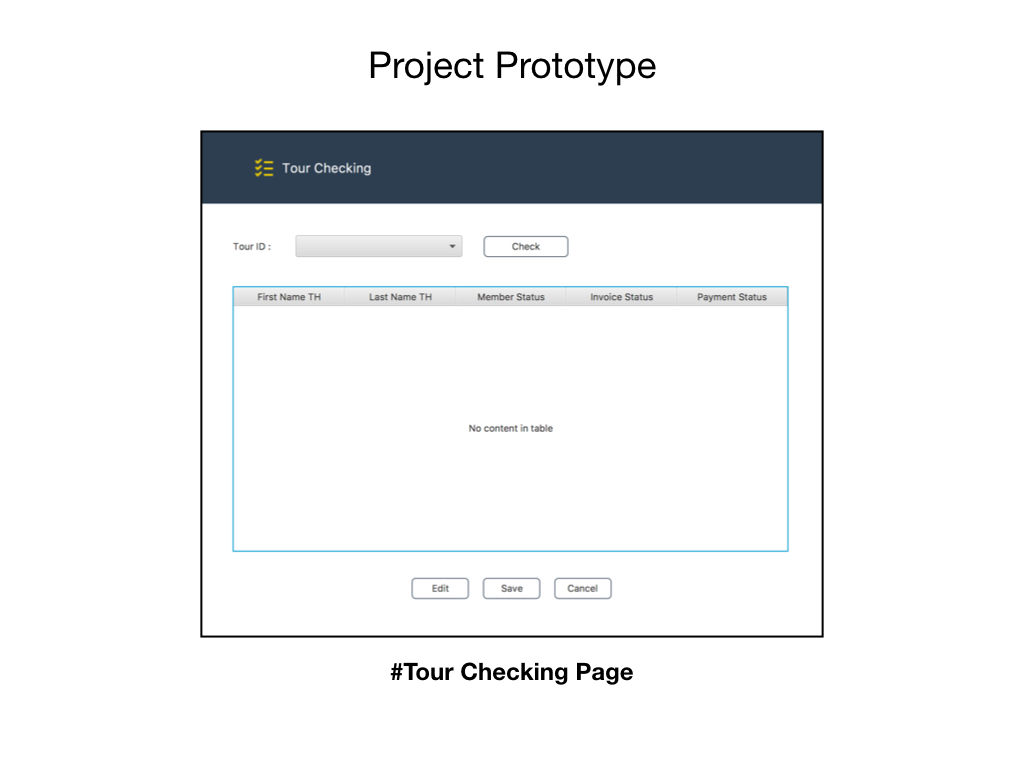 Project Prototype
Tour Checking
Tour ID : Check
First Name TH Last Name TH Member Status Invoice Status Payment Status
No content in table
Edit Save Cancel
#Tour Checking Page